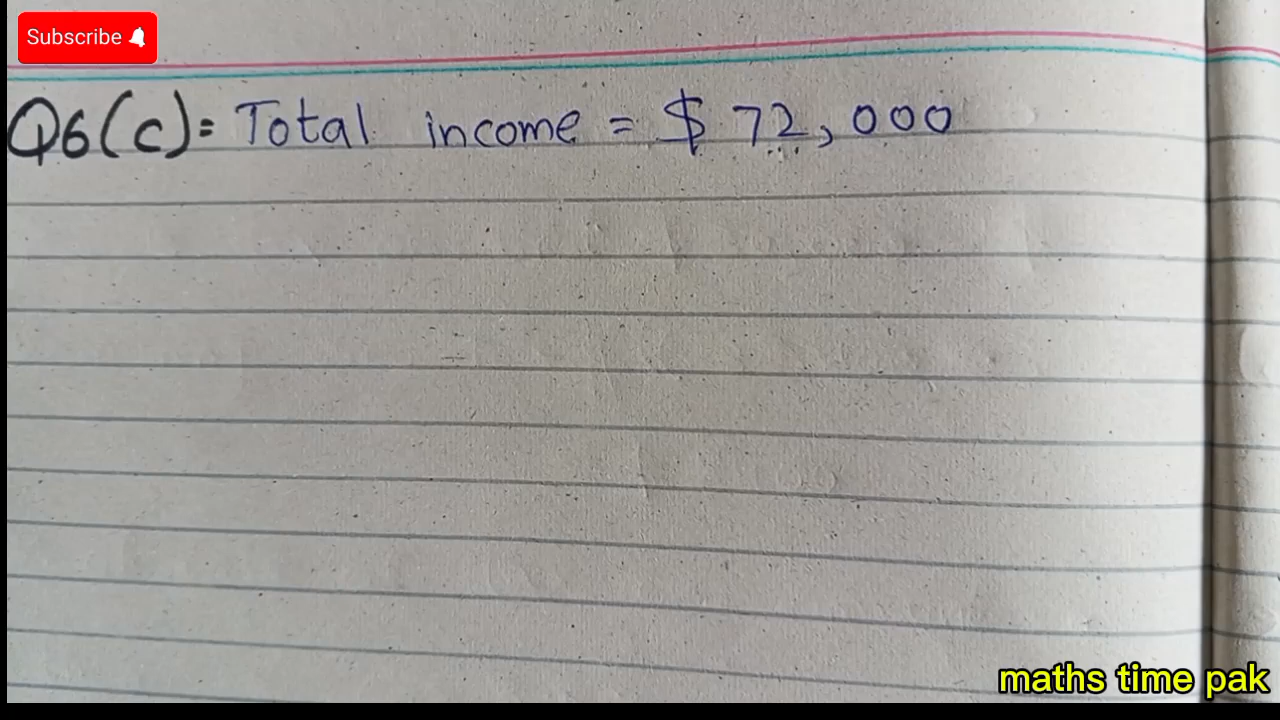 Subscribe
Q6(c)= Total income = $ 72,000
maths time pak